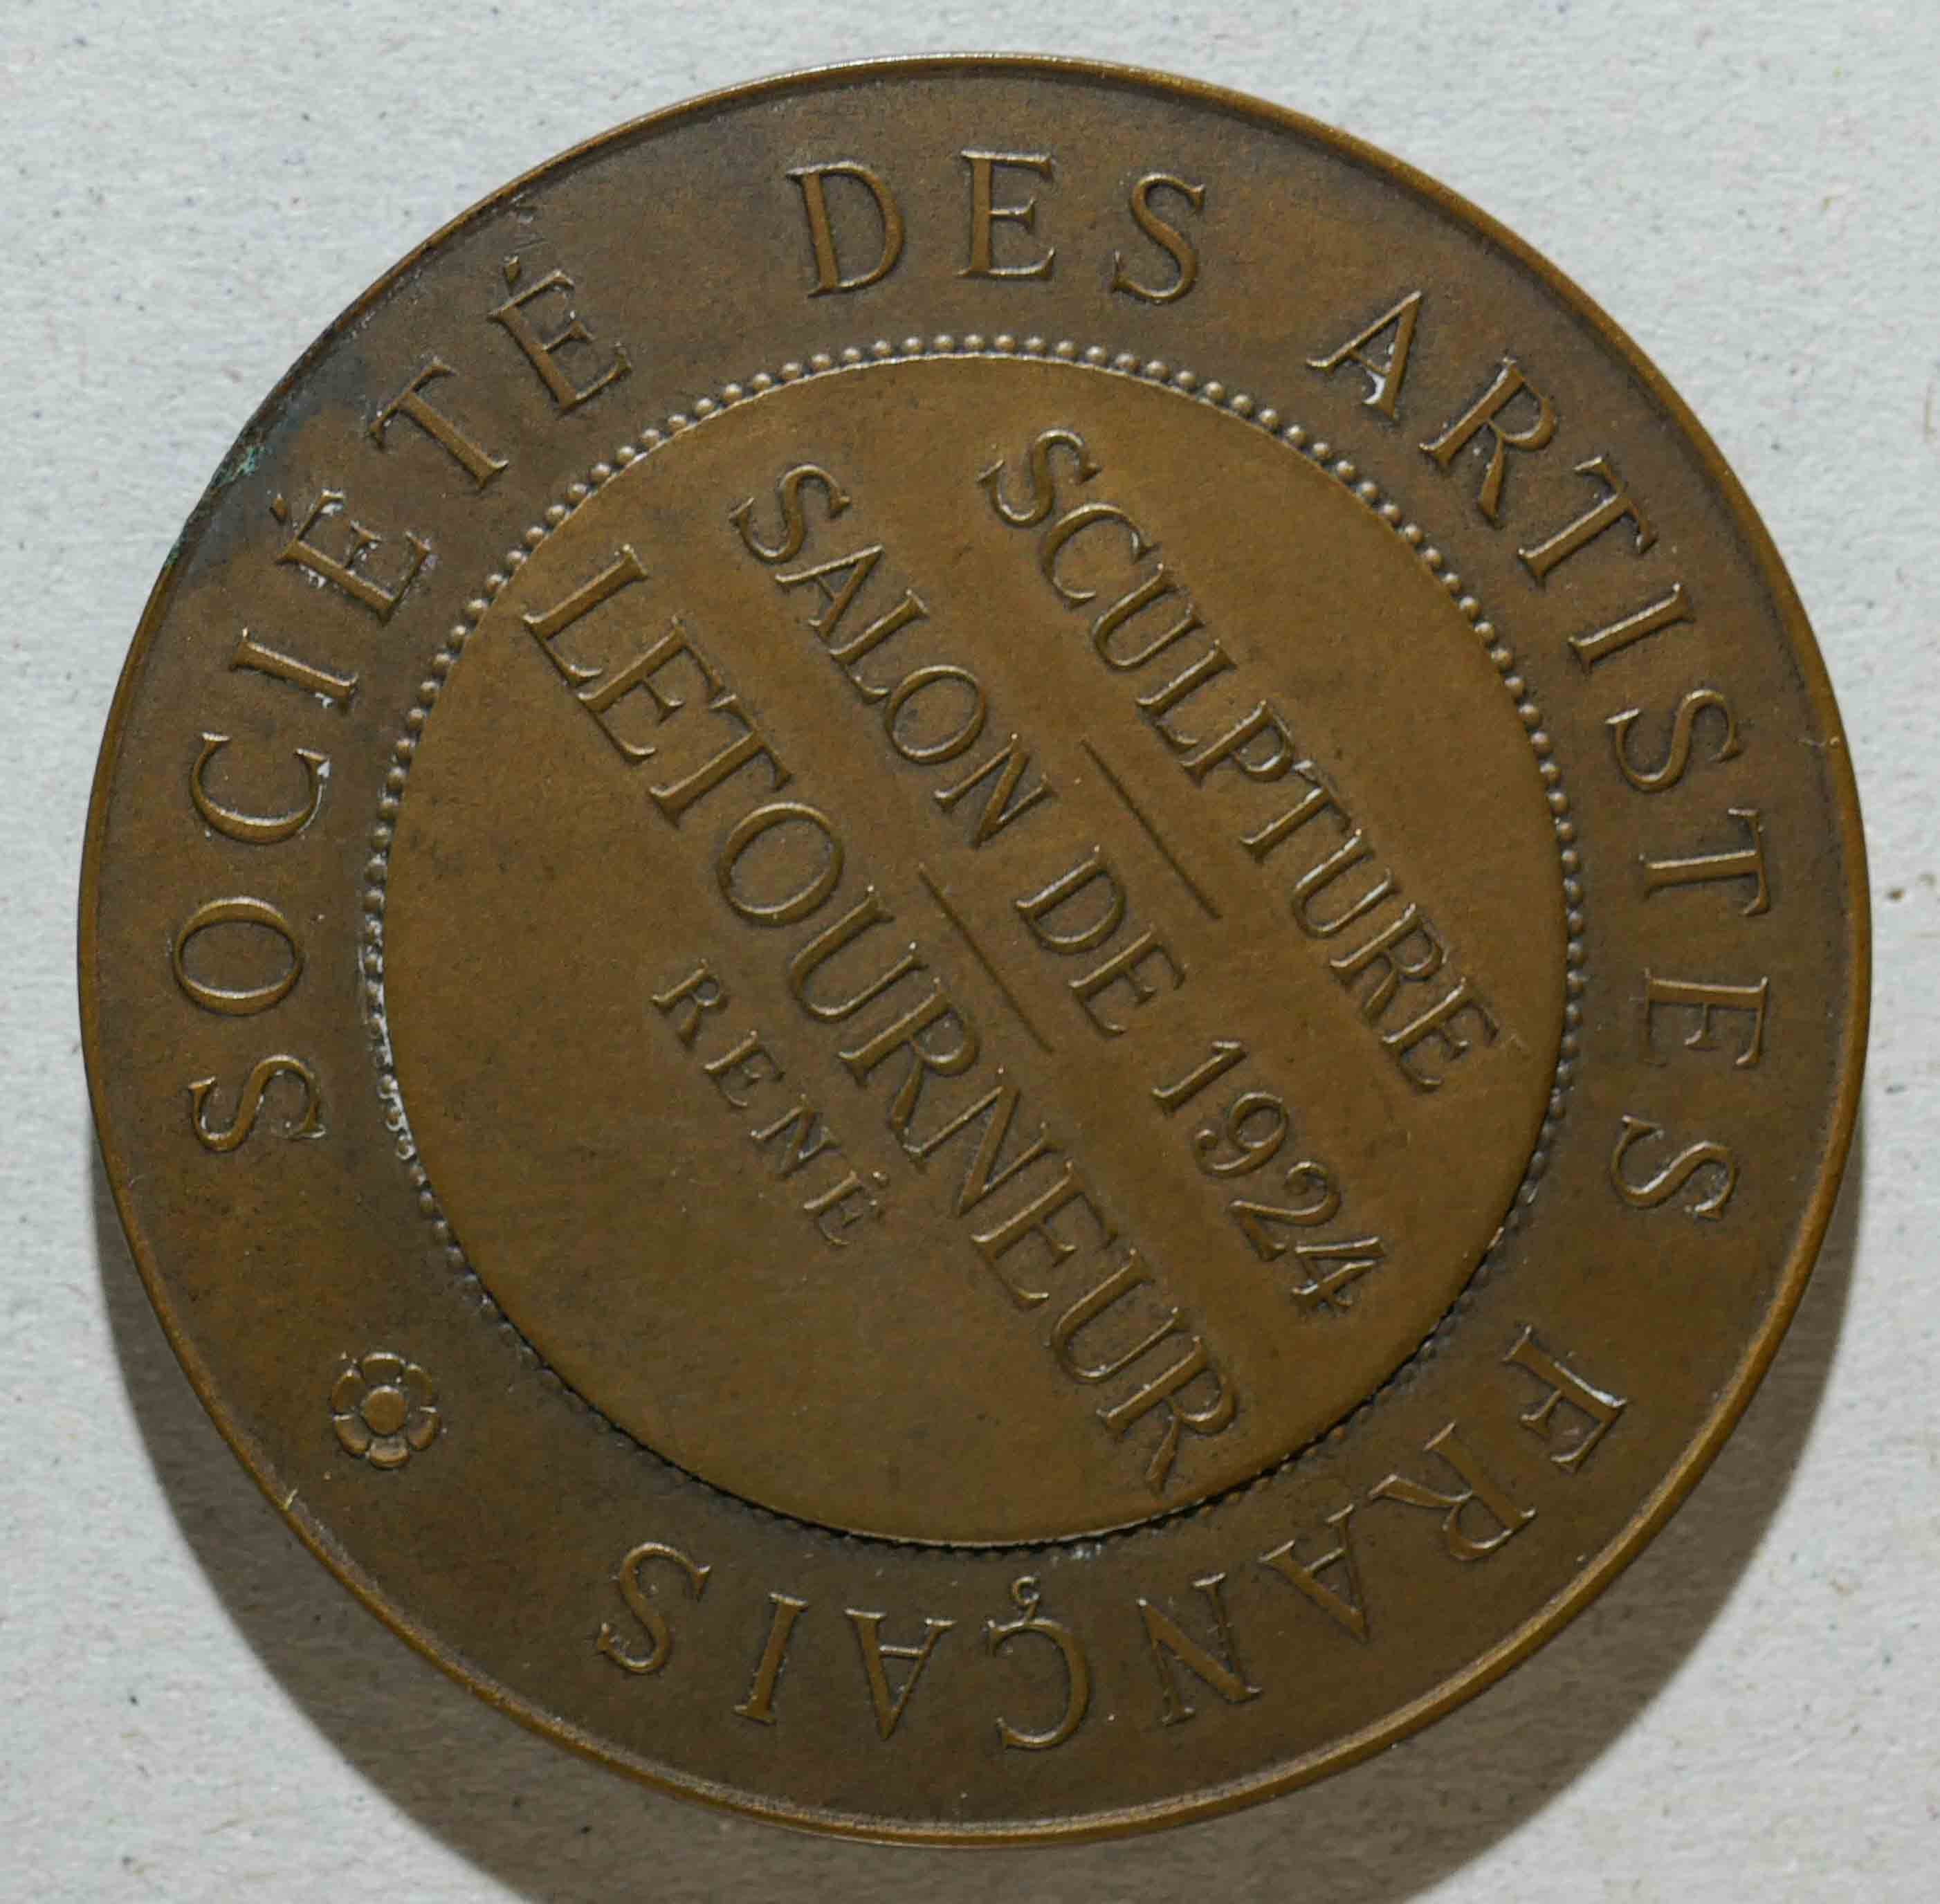 SOCIÉTÉ DES ARTISTES FRANÇAIS
SCULPTURE
SALON DE 1924
LETOURNEUR
RENÉ